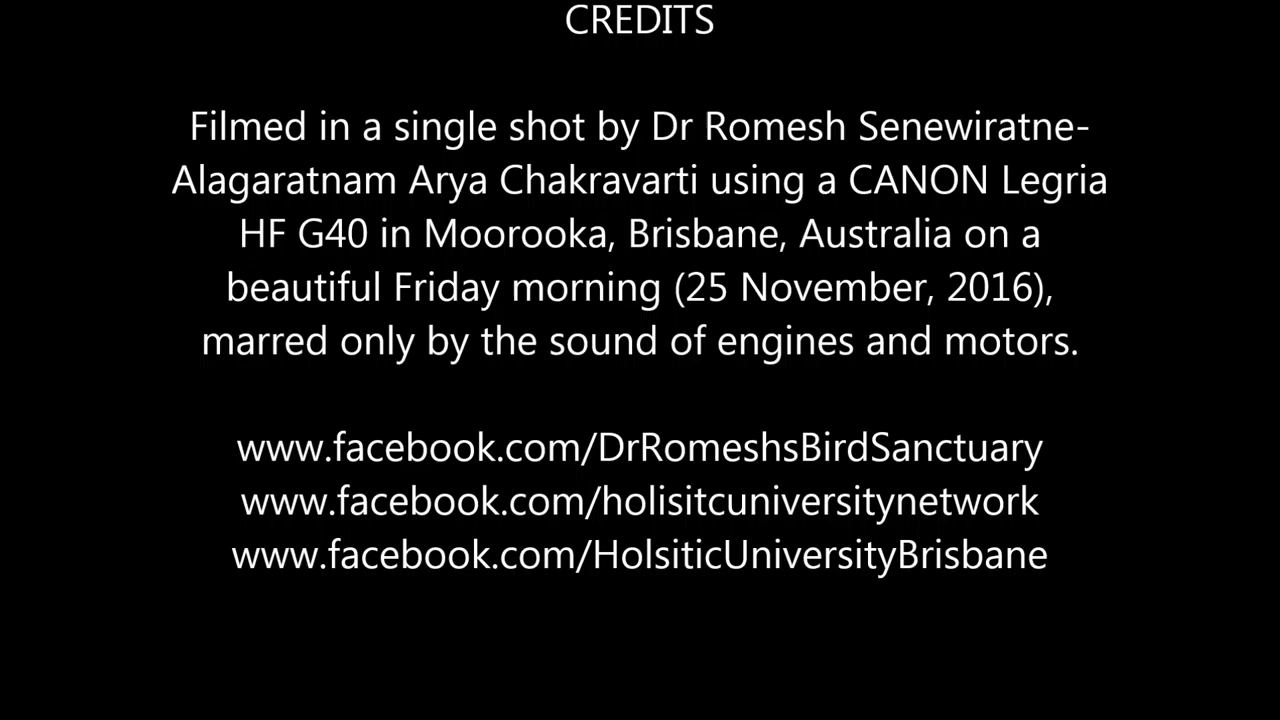 CREDITS
Filmed in a single shot by Dr Romesh Senewiratne-
Alagaratnam Arya Chakravarti using a CANON Legria
HF G40 in Moorooka, Brisbane, Australia on a
beautiful Friday morning (25 November, 2016),
marred only by the sound of engines and motors.
www.facebook.com/DrRomeshsBirdSanctuary
www.facebook.com/holisitcuniversitynetwork
www.facebook.com/HolsiticUniversityBrisbane